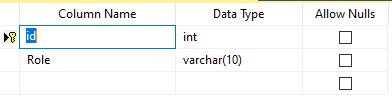 Column Name Data Type Allow Nulls
id int
Role varchar(10)